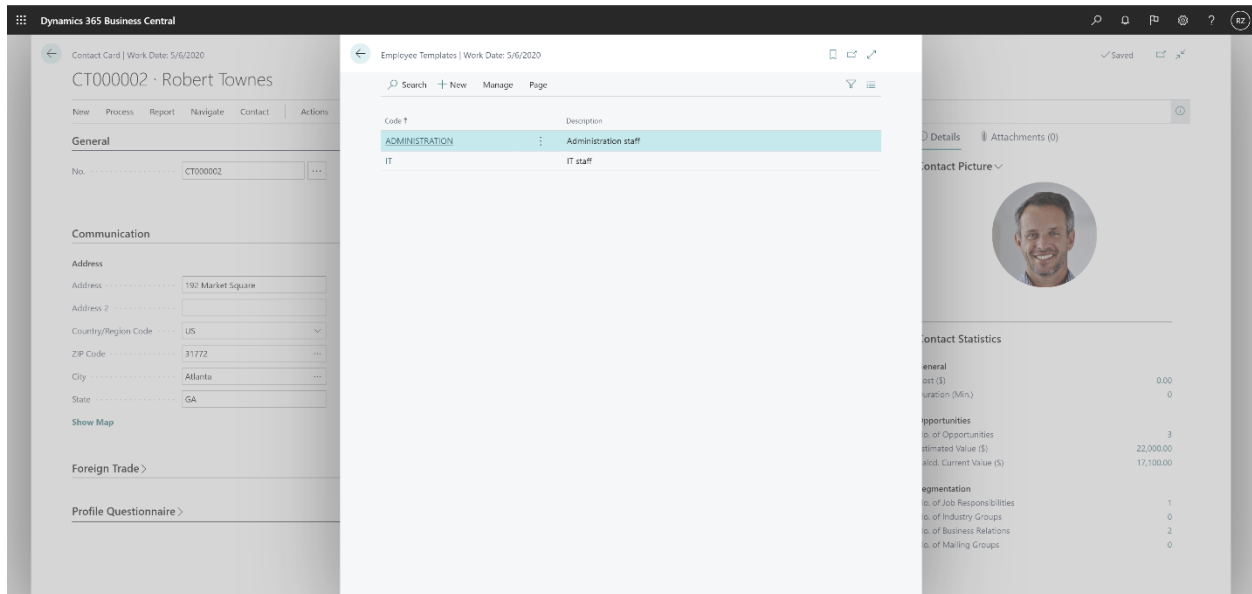 Dynamics 365 Business Central
RZ
Contact Card | Work Date: 5/6/2020
Saved
CT000002 · Robert Townes
New Process Report Navigate Contact Actions
General
No. CT000002
Communication
Address
Address 192 Market Square
Address 2
Country/Region Code US
ZIP Code 31772
City Atlanta
State GA
Show Map
Foreign Trade
Profile Questionnaire
Employee Templates | Work Date: 5/6/2020
Search New Manage Page
Code ↑ Description
ADMINISTRATION Administration staff
IT IT staff
Details Attachments (0)
ontact Picture
ontact Statistics
eneral
ost ($) 0.00
uration (Min.) 0
pportunities
o. of Opportunities 3
stimated Value ($) 22,000.00
alcd. Current Value ($) 17,100.00
egmentation
o. of Job Responsibilities 1
o. of Industry Groups 0
o. of Business Relations 2
o. of Mailing Groups 0